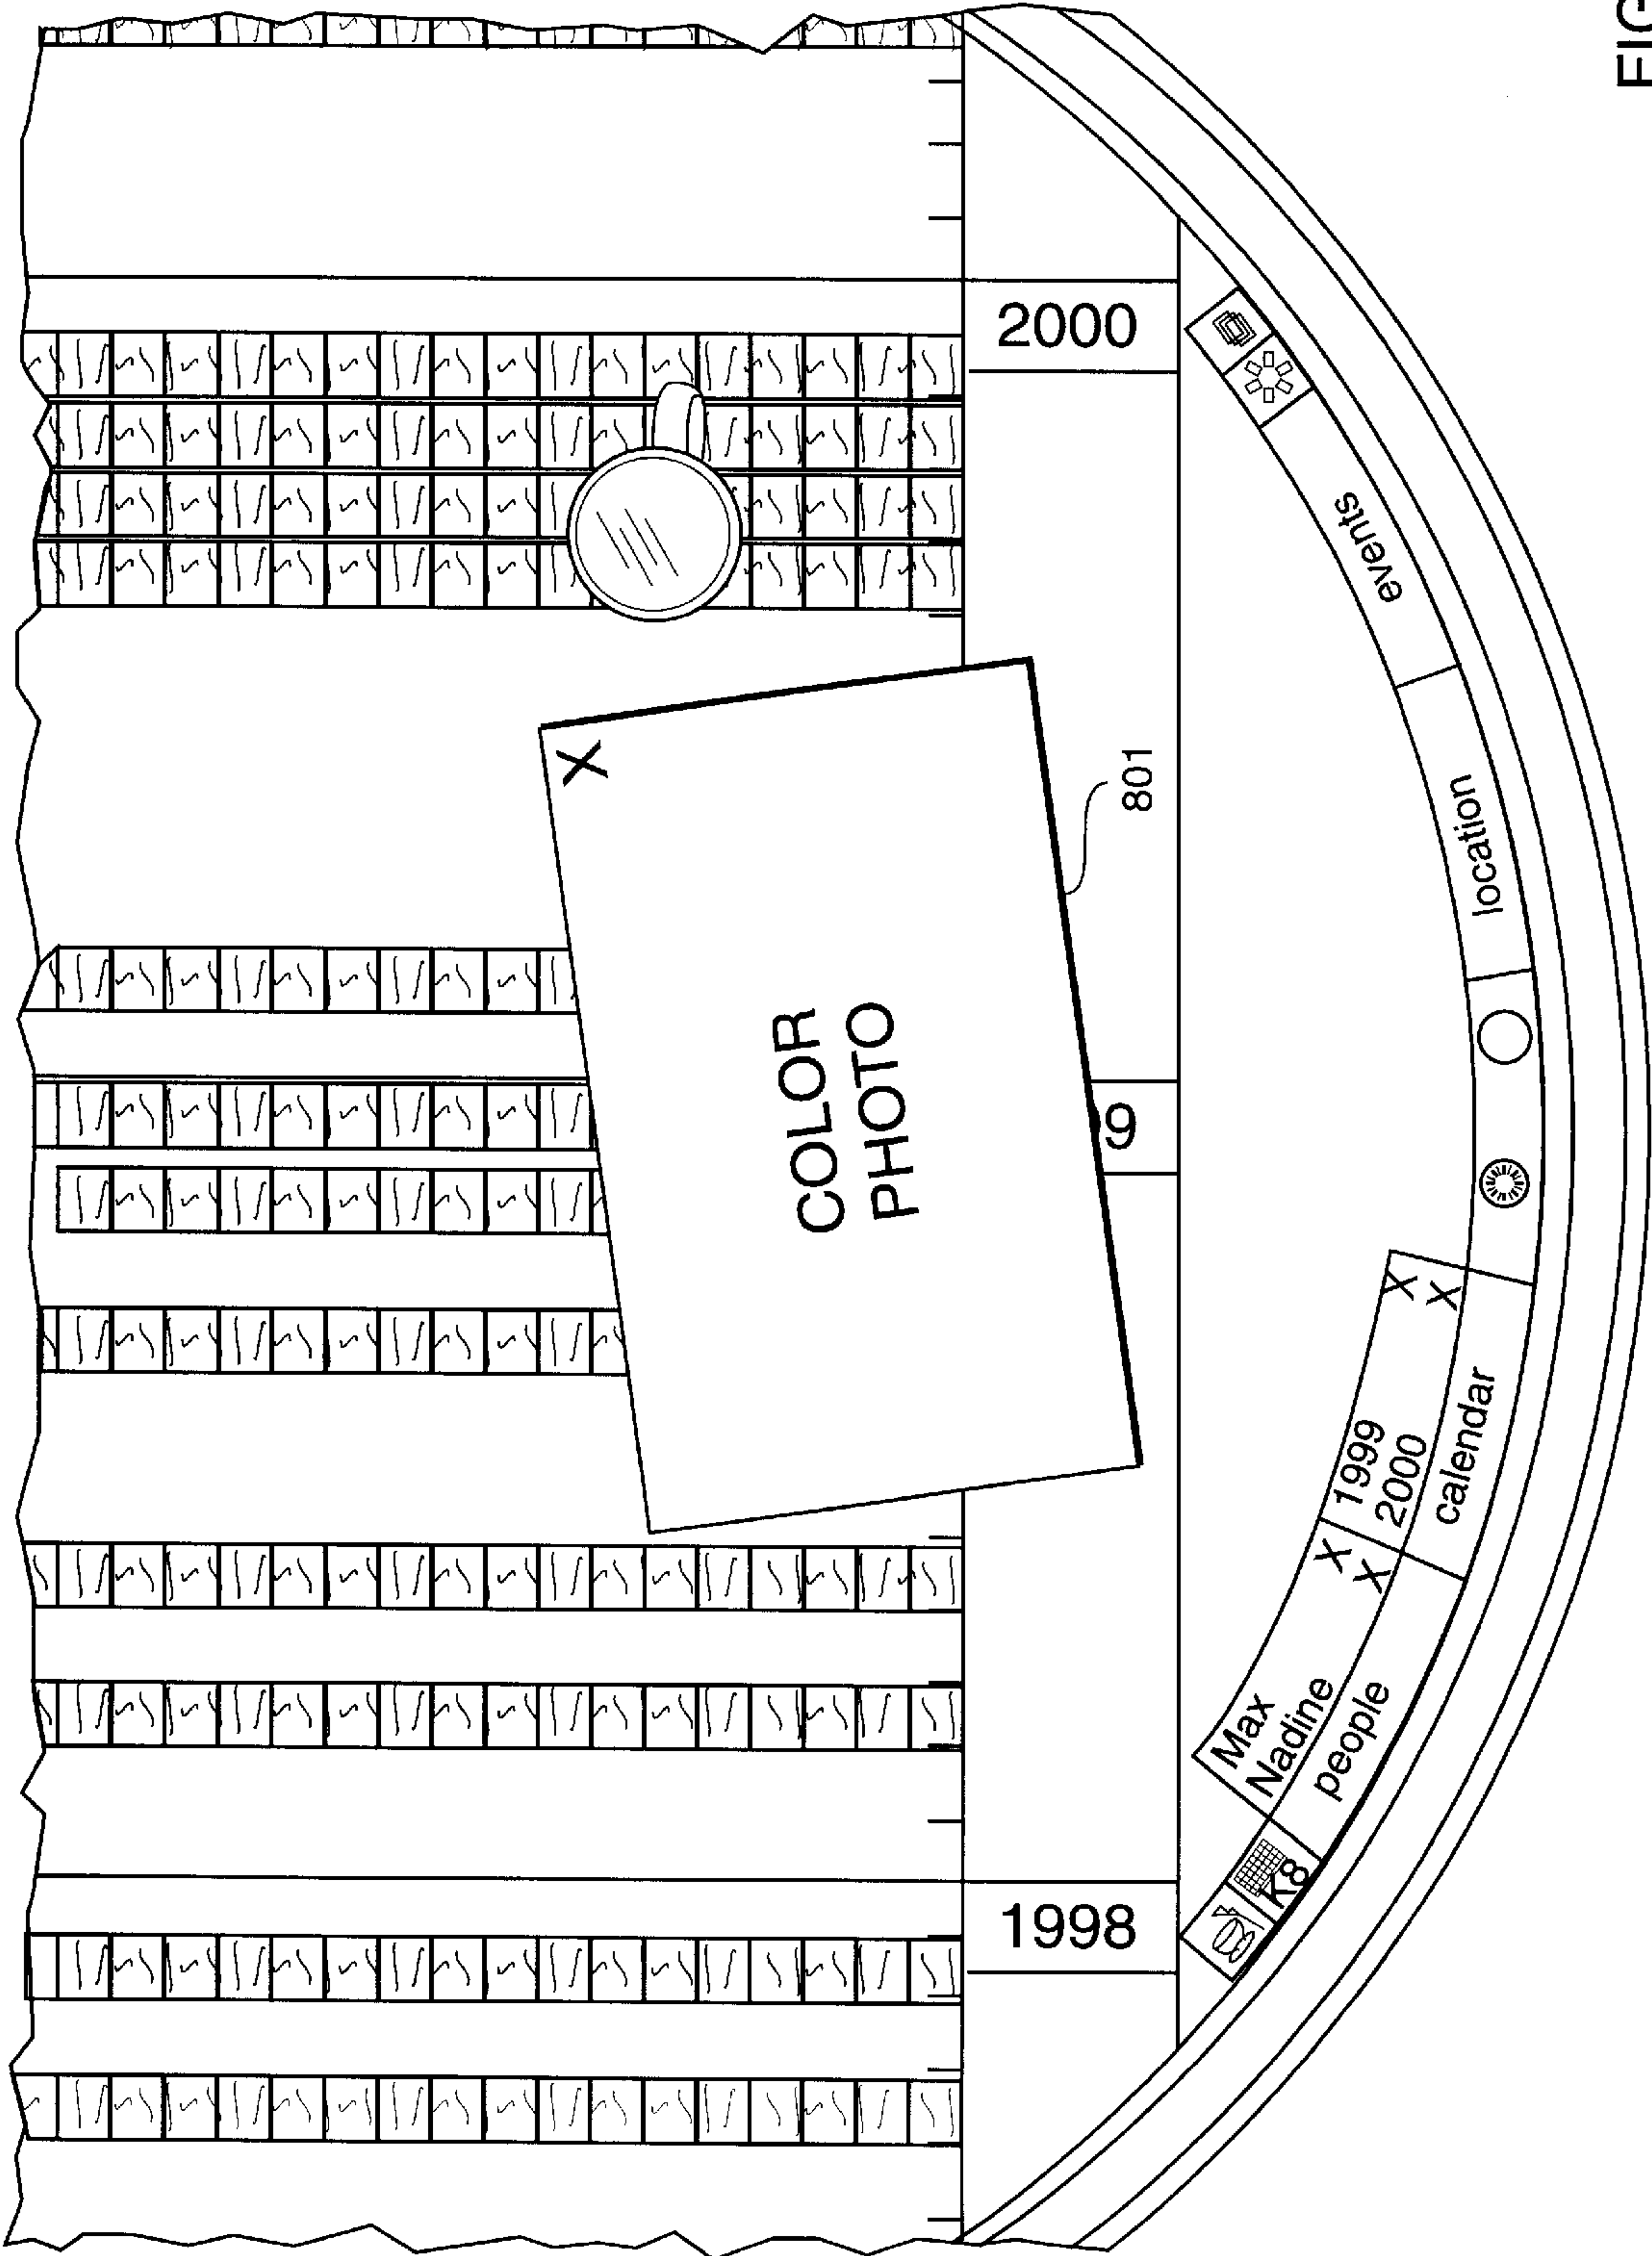 X
COLOR
PHOTO
801
1998
9
2000
K8
Max X
Nadine X
people
1999 X
2000 X
calendar
location
events
FIG